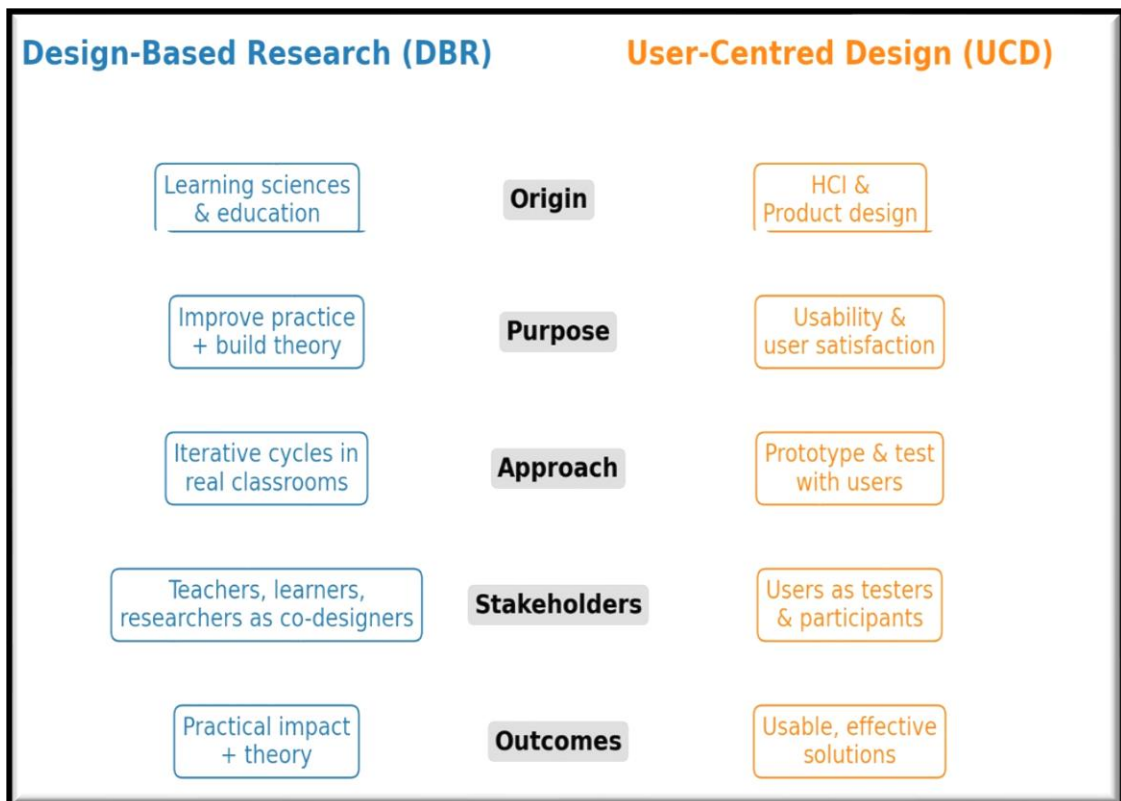 Design-Based Research (DBR)
User-Centred Design (UCD)
Learning sciences
& education
Origin
HCI &
Product design
Improve practice
+ build theory
Purpose
Usability &
user satisfaction
Iterative cycles in
real classrooms
Approach
Prototype & test
with users
Teachers, learners,
researchers as co-designers
Stakeholders
Users as testers
& participants
Practical impact
+ theory
Outcomes
Usable, effective
solutions